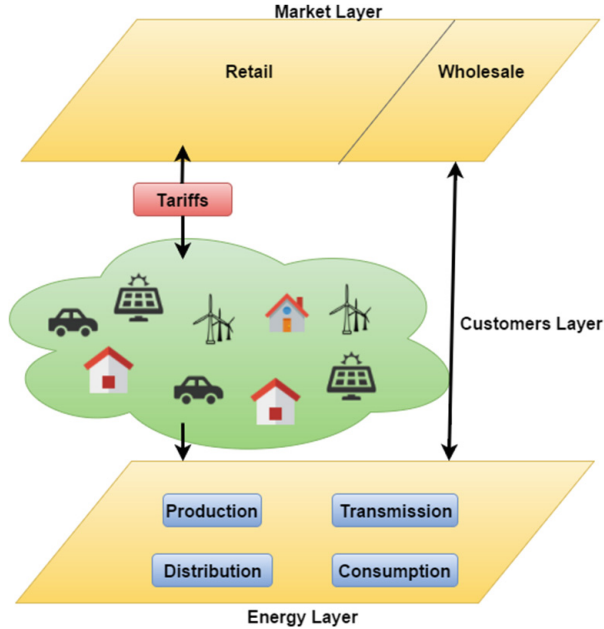 Market Layer
Retail
Wholesale
Tariffs
Customers Layer
Production
Transmission
Distribution
Consumption
Energy Layer